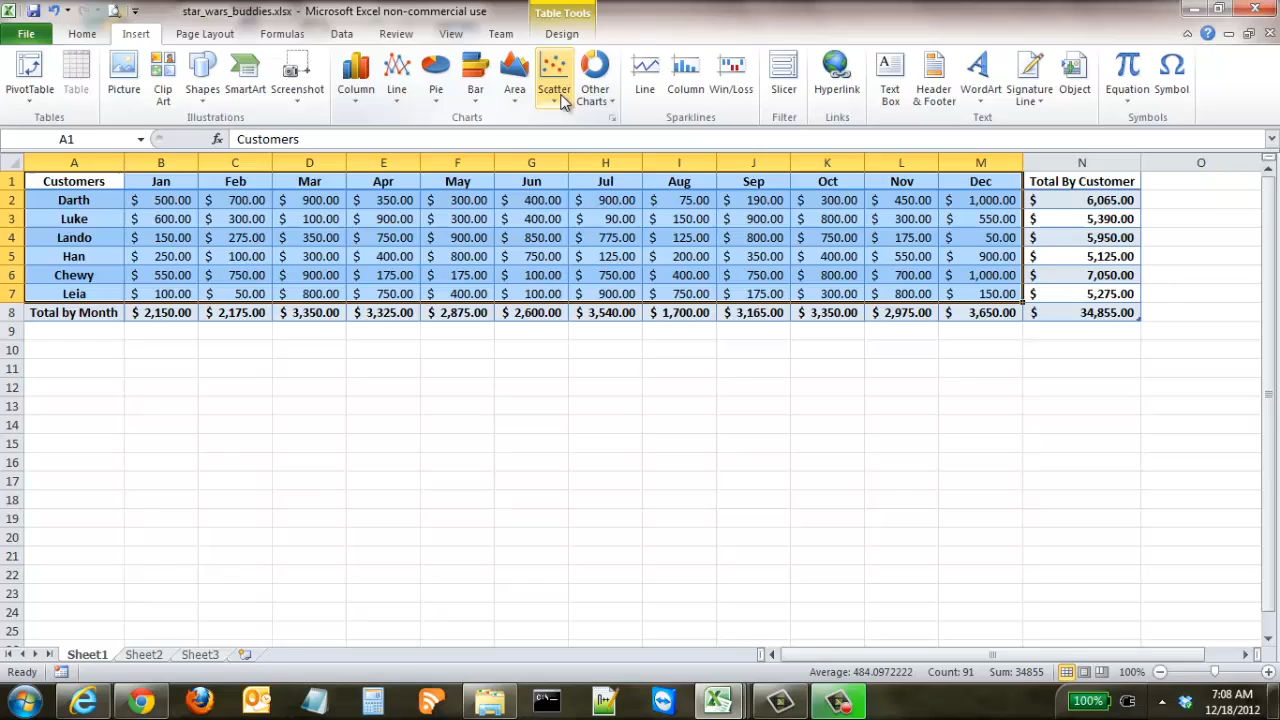 star_wars_buddies.xlsx - Microsoft Excel non-commercial use
Table Tools
File Home Insert Page Layout Formulas Data Review View Team Design
PivotTable Table Picture Clip Art Shapes SmartArt Screenshot Column Line Pie Bar Area Scatter Other Charts Line Column Win/Loss Slicer Hyperlink Text Box Header & Footer WordArt Signature Line Object Equation Symbol
Tables Illustrations Charts Sparklines Filter Links Text Symbols
A1 fx Customers
A B C D E F G H I J K L M N O
1 Customers Jan Feb Mar Apr May Jun Jul Aug Sep Oct Nov Dec Total By Customer
2 Darth $ 500.00 $ 700.00 $ 900.00 $ 350.00 $ 300.00 $ 400.00 $ 900.00 $ 75.00 $ 190.00 $ 300.00 $ 450.00 $ 1,000.00 $ 6,065.00
3 Luke $ 600.00 $ 300.00 $ 100.00 $ 900.00 $ 300.00 $ 400.00 $ 90.00 $ 150.00 $ 900.00 $ 800.00 $ 300.00 $ 550.00 $ 5,390.00
4 Lando $ 150.00 $ 275.00 $ 350.00 $ 750.00 $ 900.00 $ 850.00 $ 775.00 $ 125.00 $ 800.00 $ 750.00 $ 175.00 $ 50.00 $ 5,950.00
5 Han $ 250.00 $ 100.00 $ 300.00 $ 400.00 $ 800.00 $ 750.00 $ 125.00 $ 200.00 $ 350.00 $ 400.00 $ 550.00 $ 900.00 $ 5,125.00
6 Chewy $ 550.00 $ 750.00 $ 900.00 $ 175.00 $ 175.00 $ 100.00 $ 750.00 $ 400.00 $ 750.00 $ 800.00 $ 700.00 $ 1,000.00 $ 7,050.00
7 Leia $ 100.00 $ 50.00 $ 800.00 $ 750.00 $ 400.00 $ 100.00 $ 900.00 $ 750.00 $ 175.00 $ 300.00 $ 800.00 $ 150.00 $ 5,275.00
8 Total by Month $ 2,150.00 $ 2,175.00 $ 3,350.00 $ 3,325.00 $ 2,875.00 $ 2,600.00 $ 3,540.00 $ 1,700.00 $ 3,165.00 $ 3,350.00 $ 2,975.00 $ 3,650.00 $ 34,855.00
9
10
11
12
13
14
15
16
17
18
19
20
21
22
23
24
25
Sheet1 Sheet2 Sheet3
Ready Average: 484.0972222 Count: 91 Sum: 34855 100%
100% 7:08 AM
12/18/2012